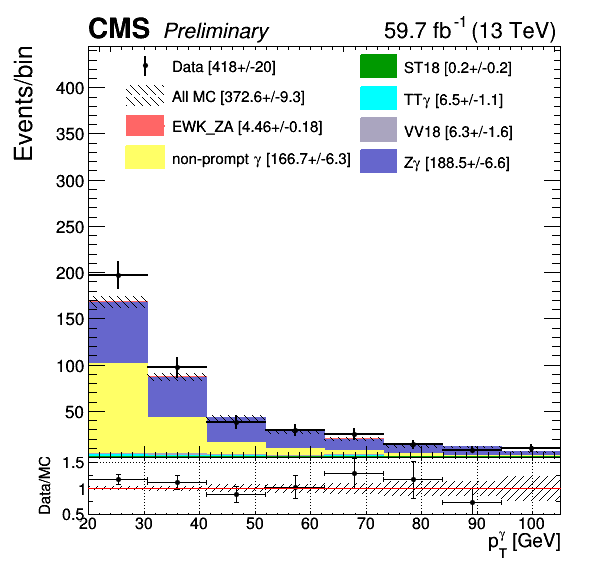 CMS Preliminary 59.7 fb⁻¹ (13 TeV)
Events/bin
Data [418+/-20]
All MC [372.6+/-9.3]
EWK_ZA [4.46+/-0.18]
non-prompt γ [166.7+/-6.3]
ST18 [0.2+/-0.2]
TTγ [6.5+/-1.1]
VV18 [6.3+/-1.6]
Zγ [188.5+/-6.6]
400
350
300
250
200
150
100
50
Data/MC
1.5
1
0.5
20 30 40 50 60 70 80 90 100
p_T^γ [GeV]